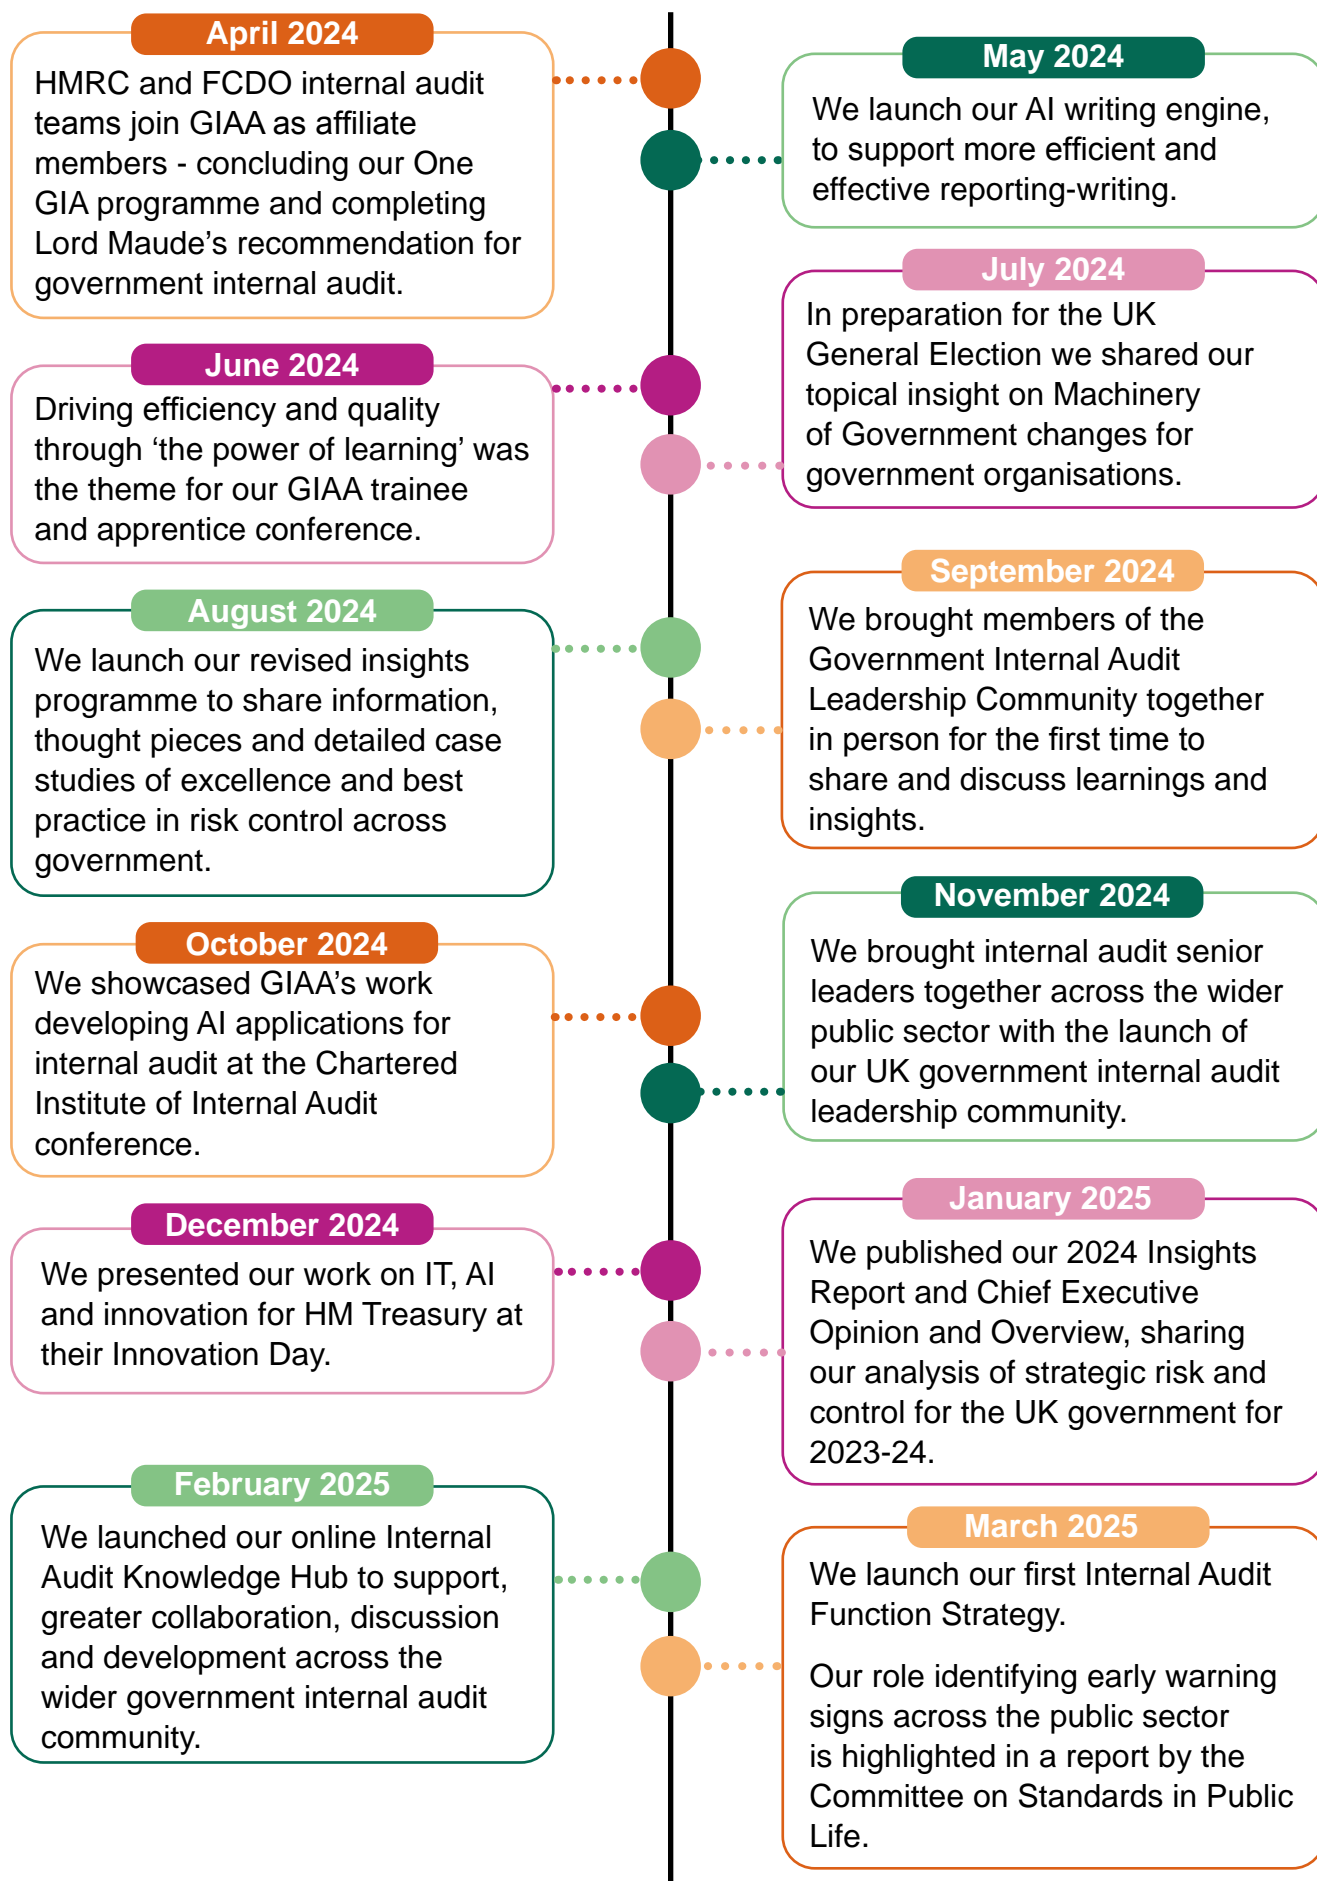 April 2024
HMRC and FCDO internal audit
teams join GIAA as affiliate
members - concluding our One
GIA programme and completing
Lord Maude’s recommendation for
government internal audit.
May 2024
We launch our AI writing engine,
to support more efficient and
effective reporting-writing.
June 2024
Driving efficiency and quality
through ‘the power of learning’ was
the theme for our GIAA trainee
and apprentice conference.
July 2024
In preparation for the UK
General Election we shared our
topical insight on Machinery
of Government changes for
government organisations.
August 2024
We launch our revised insights
programme to share information,
thought pieces and detailed case
studies of excellence and best
practice in risk control across
government.
September 2024
We brought members of the
Government Internal Audit
Leadership Community together
in person for the first time to
share and discuss learnings and
insights.
October 2024
We showcased GIAA’s work
developing AI applications for
internal audit at the Chartered
Institute of Internal Audit
conference.
November 2024
We brought internal audit senior
leaders together across the wider
public sector with the launch of
our UK government internal audit
leadership community.
December 2024
We presented our work on IT, AI
and innovation for HM Treasury at
their Innovation Day.
January 2025
We published our 2024 Insights
Report and Chief Executive
Opinion and Overview, sharing
our analysis of strategic risk and
control for the UK government for
2023-24.
February 2025
We launched our online Internal
Audit Knowledge Hub to support,
greater collaboration, discussion
and development across the
wider government internal audit
community.
March 2025
We launch our first Internal Audit
Function Strategy.
Our role identifying early warning
signs across the public sector
is highlighted in a report by the
Committee on Standards in Public
Life.